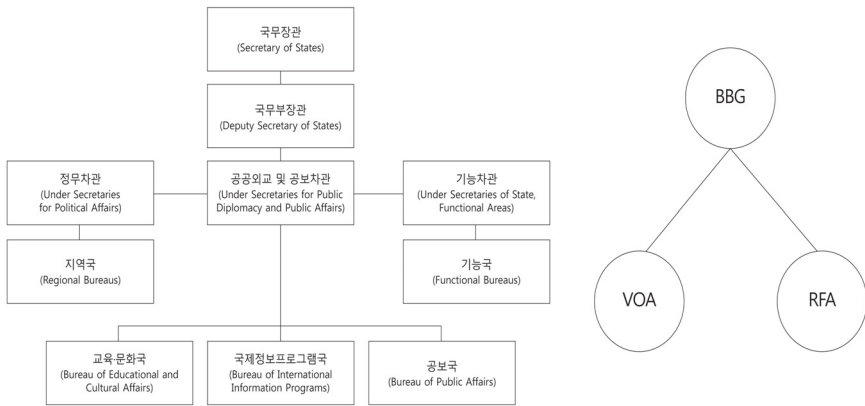 국무장관
(Secretary of States)
국무부장관
(Deputy Secretary of States)
정무차관
(Under Secretaries
for Political Affairs)
공공외교 및 공보차관
(Under Secretaries for Public
Diplomacy and Public Affairs)
기능차관
(Under Secretaries of State,
Functional Areas)
지역국
(Regional Bureaus)
기능국
(Functional Bureaus)
교육·문화국
(Bureau of Educational and
Cultural Affairs)
국제정보프로그램국
(Bureau of International
Information Programs)
공보국
(Bureau of Public Affairs)
BBG
VOA
RFA